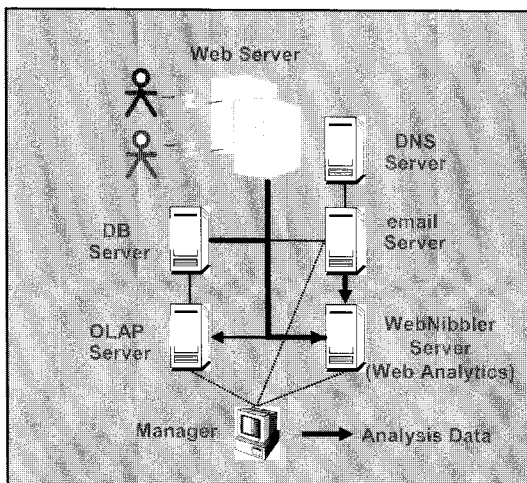 Web Server
DNS
Server
DB
Server
email
Server
OLAP
Server
WebNibbler
Server
(Web Analytics)
Manager
Analysis Data